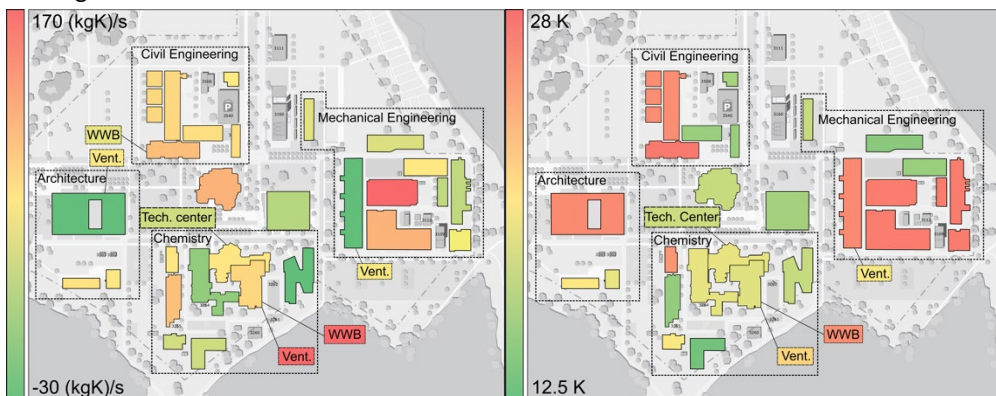 170 (kgK)/s
Civil Engineering
Mechanical Engineering
WWB
Vent.
Architecture
Tech. center
Chemistry
Vent.
WWB
Vent.
-30 (kgK)/s
28 K
Civil Engineering
Mechanical Engineering
Architecture
Tech. Center
Chemistry
Vent.
WWB
Vent.
12.5 K